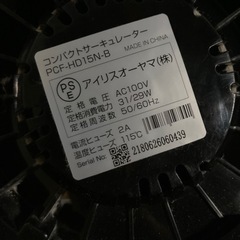 コンパクトサーキュレーター
PCF-HD15N-B
MADE IN CHINA
PS
E
アイリスオーヤマ(株)
定格電圧 AC100V
定格消費電力 31/29W
定格周波数 50/60Hz
電流ヒューズ 2A
温度ヒューズ 115℃
Serial No: 2180626060439